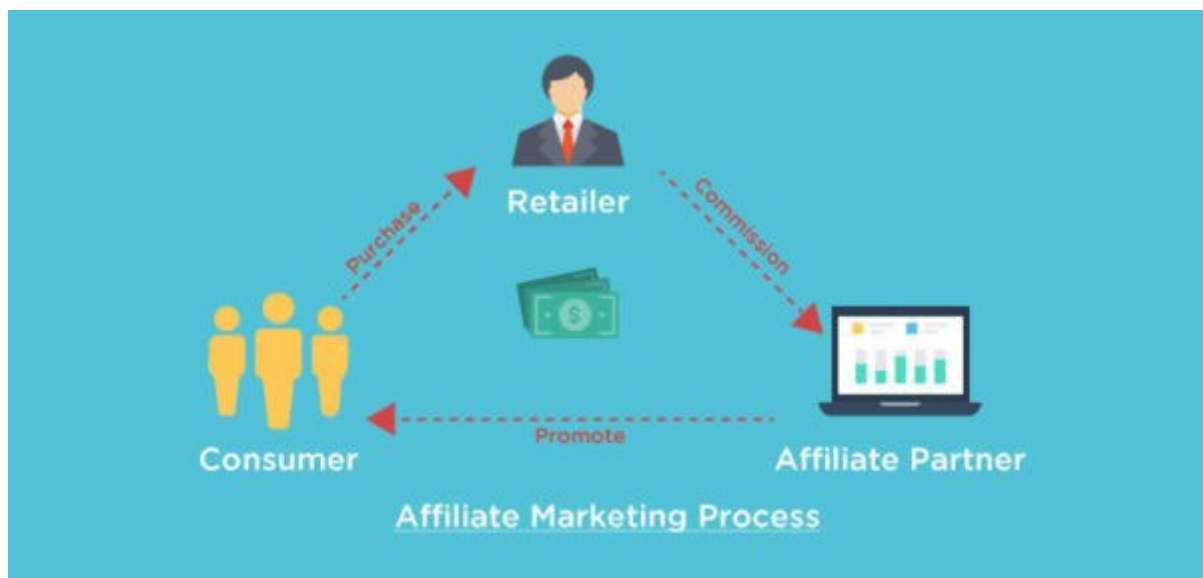 Retailer
Purchase
Commission
$
Promote
Consumer
Affiliate Partner
Affiliate Marketing Process